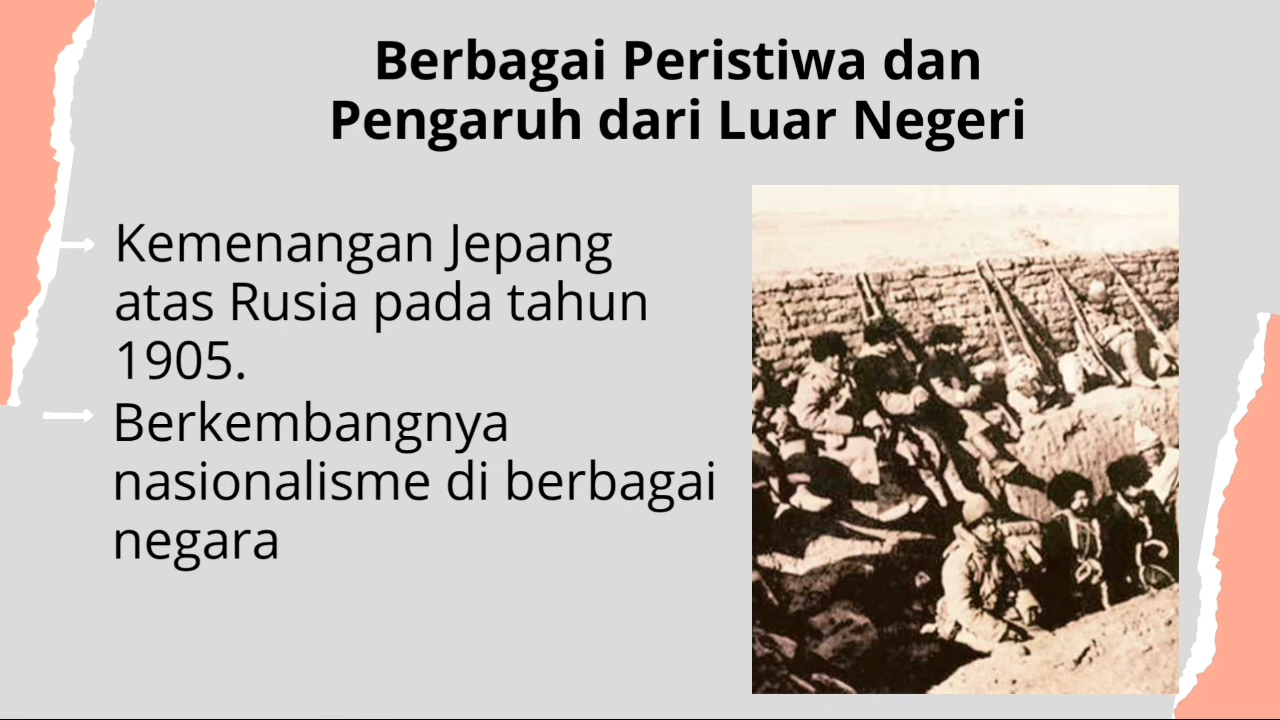 Berbagai Peristiwa dan
Pengaruh dari Luar Negeri
Kemenangan Jepang
atas Rusia pada tahun
1905.
Berkembangnya
nasionalisme di berbagai
negara